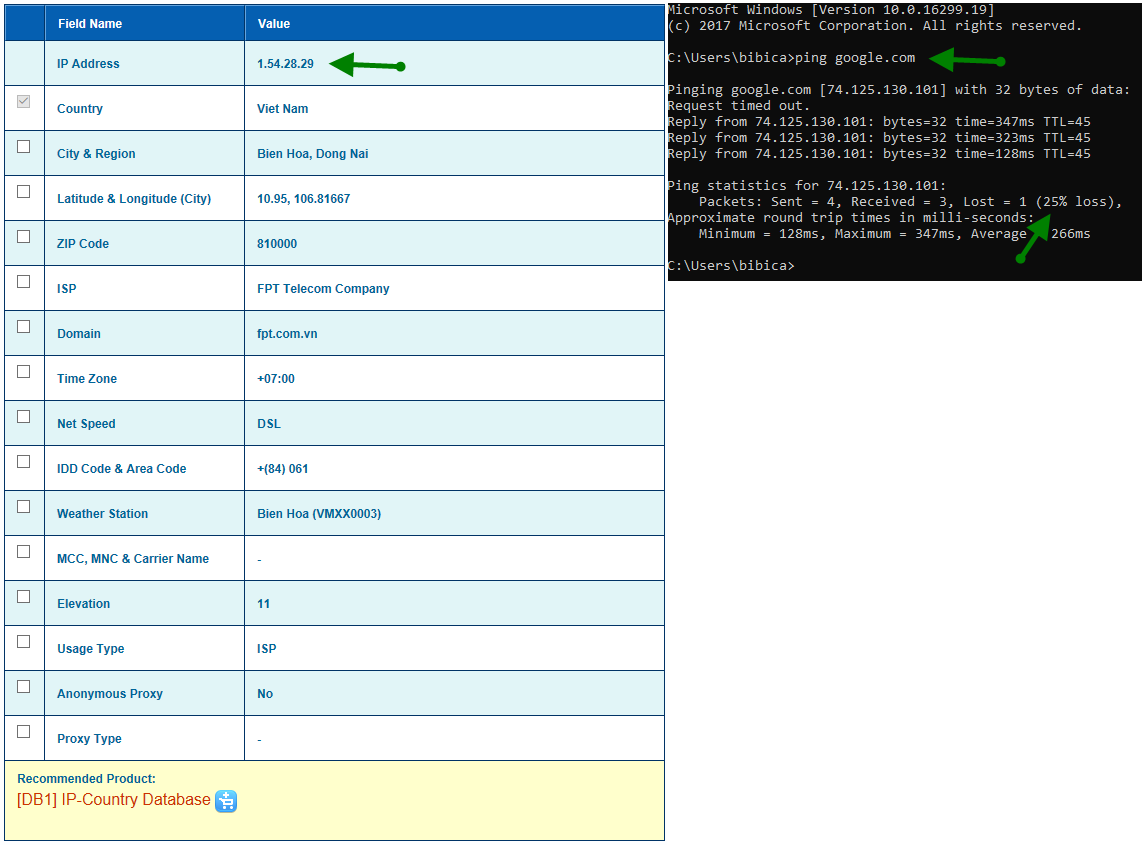 Field Name Value
IP Address 1.54.28.29
Country Viet Nam
City & Region Bien Hoa, Dong Nai
Latitude & Longitude (City) 10.95, 106.81667
ZIP Code 810000
ISP FPT Telecom Company
Domain fpt.com.vn
Time Zone +07:00
Net Speed DSL
IDD Code & Area Code +(84) 061
Weather Station Bien Hoa (VMXX0003)
MCC, MNC & Carrier Name -
Elevation 11
Usage Type ISP
Anonymous Proxy No
Proxy Type -
Recommended Product:
[DB1] IP-Country Database
Microsoft Windows [Version 10.0.16299.19]
(c) 2017 Microsoft Corporation. All rights reserved.
C:\Users\bibica>ping google.com
Pinging google.com [74.125.130.101] with 32 bytes of data:
Request timed out.
Reply from 74.125.130.101: bytes=32 time=347ms TTL=45
Reply from 74.125.130.101: bytes=32 time=323ms TTL=45
Reply from 74.125.130.101: bytes=32 time=128ms TTL=45
Ping statistics for 74.125.130.101:
Packets: Sent = 4, Received = 3, Lost = 1 (25% loss),
Approximate round trip times in milli-seconds:
Minimum = 128ms, Maximum = 347ms, Average 266ms
C:\Users\bibica>